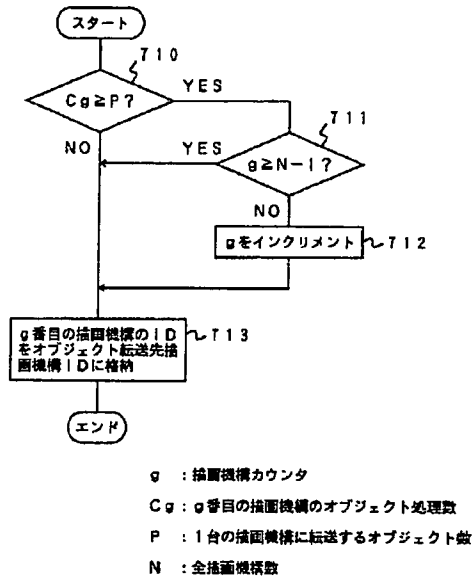 スタート
710
Cg≧P?
YES
NO
711
YES
g≧N-1?
NO
gをインクリメント
712
g番目の描画機構のID
をオブジェクト転送先描
画機構IDに格納
713
エンド
g :描画機構カウンタ
Cg:g番目の描画機構のオブジェクト処理数
P :1台の描画機構に転送するオブジェクト数
N :全描画機構数